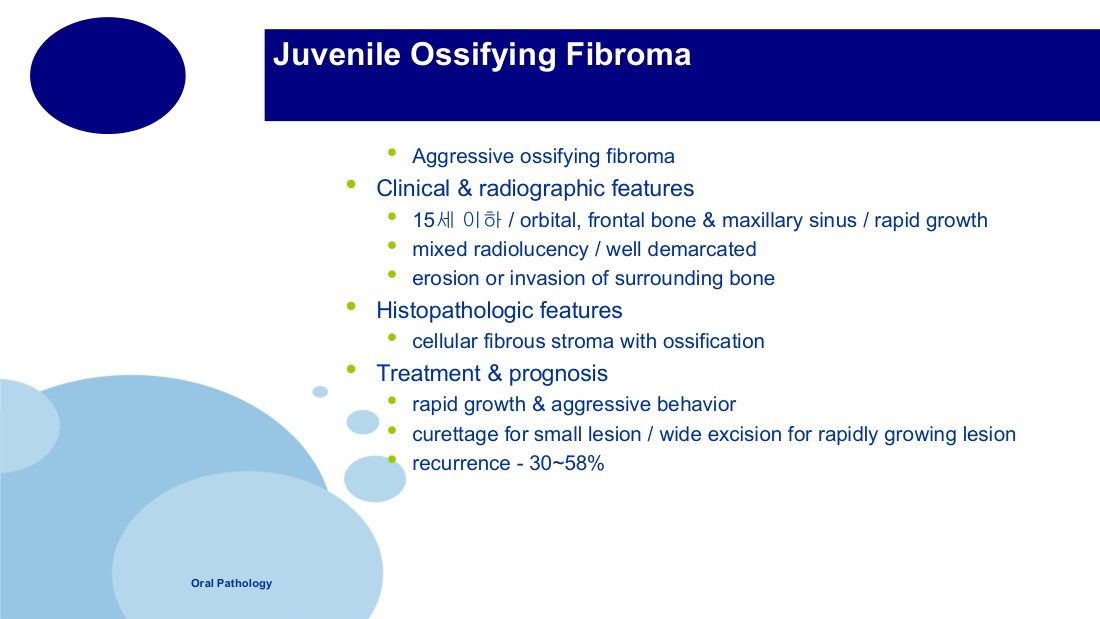 Juvenile Ossifying Fibroma
Aggressive ossifying fibroma
Clinical & radiographic features
15세 이하 / orbital, frontal bone & maxillary sinus / rapid growth
mixed radiolucency / well demarcated
erosion or invasion of surrounding bone
Histopathologic features
cellular fibrous stroma with ossification
Treatment & prognosis
rapid growth & aggressive behavior
curettage for small lesion / wide excision for rapidly growing lesion
recurrence - 30~58%
Oral Pathology